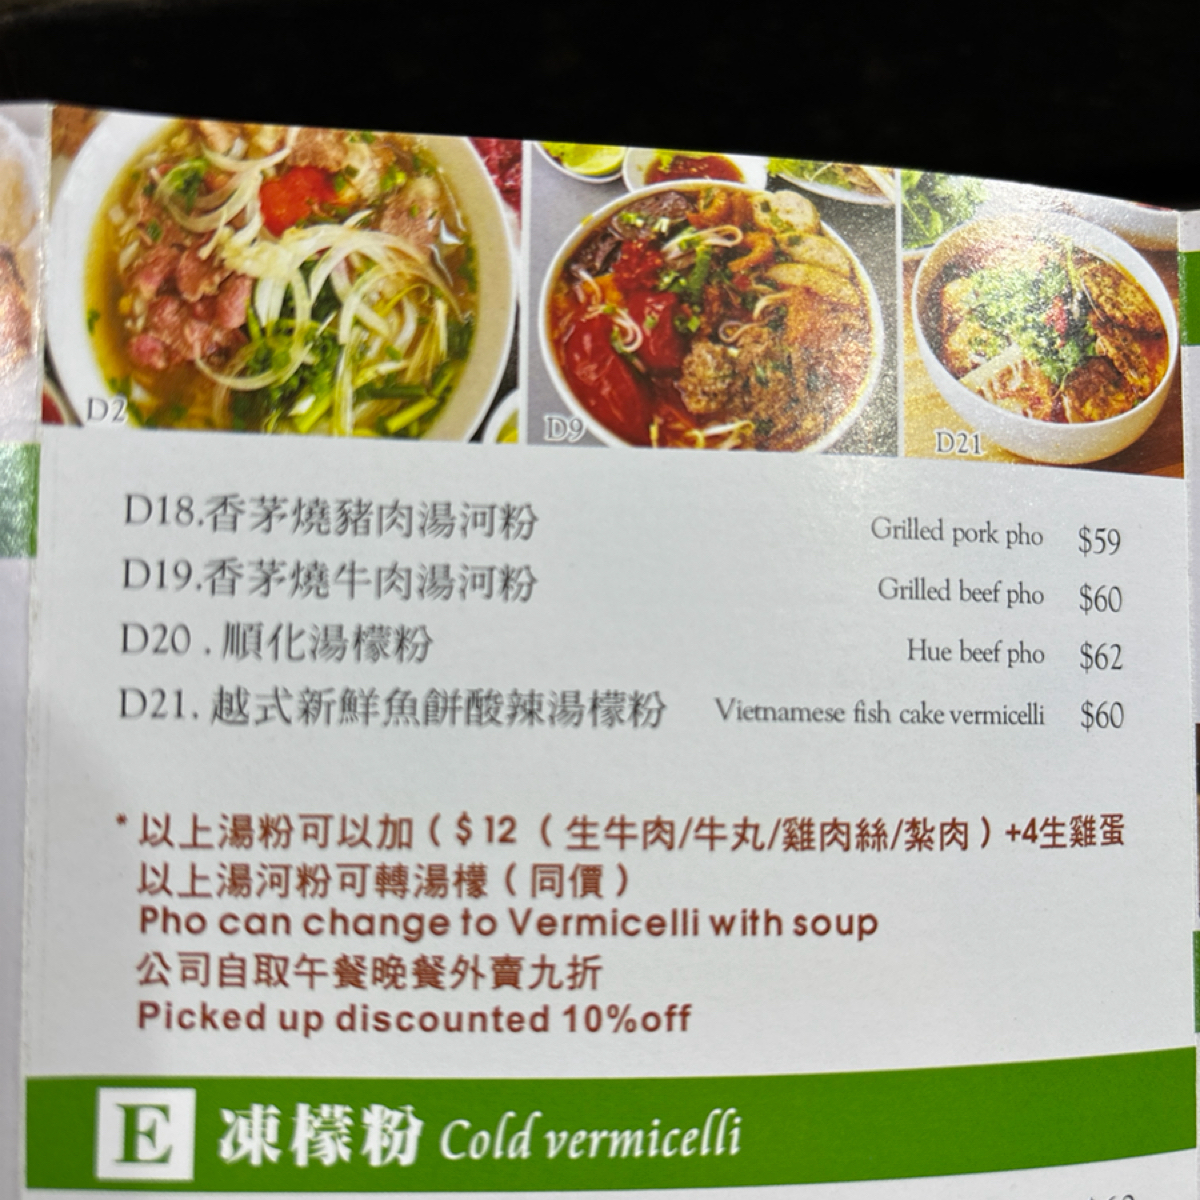 D2
D9
D21
D18.香茅燒豬肉湯河粉 Grilled pork pho $59
D19.香茅燒牛肉湯河粉 Grilled beef pho $60
D20 . 順化湯檬粉 Hue beef pho $62
D21. 越式新鮮魚餅酸辣湯檬粉 Vietnamese fish cake vermicelli $60
* 以上湯粉可以加 ( $12 ( 生牛肉/牛丸/雞肉絲/紮肉 ) +4生雞蛋
以上湯河粉可轉湯檬 ( 同價 )
Pho can change to Vermicelli with soup
公司自取午餐晚餐外賣九折
Picked up discounted 10%off
E 凍檬粉 Cold vermicelli